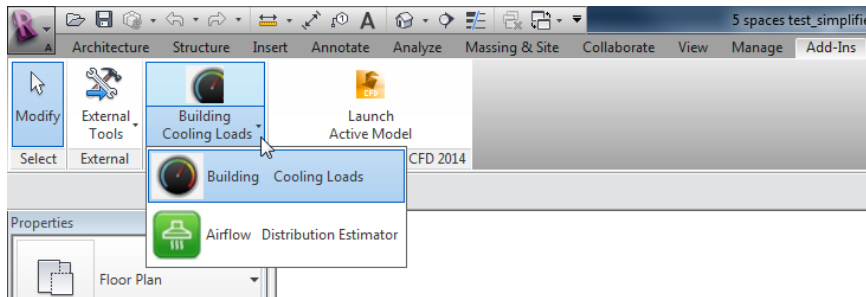 5 spaces test_simplifie
Architecture Structure Insert Annotate Analyze Massing & Site Collaborate View Manage Add-Ins
Modify
External
Tools
Building
Cooling Loads
CFD
Launch
Active Model
Select External CFD 2014
Building Cooling Loads
Airflow Distribution Estimator
Properties
Floor Plan